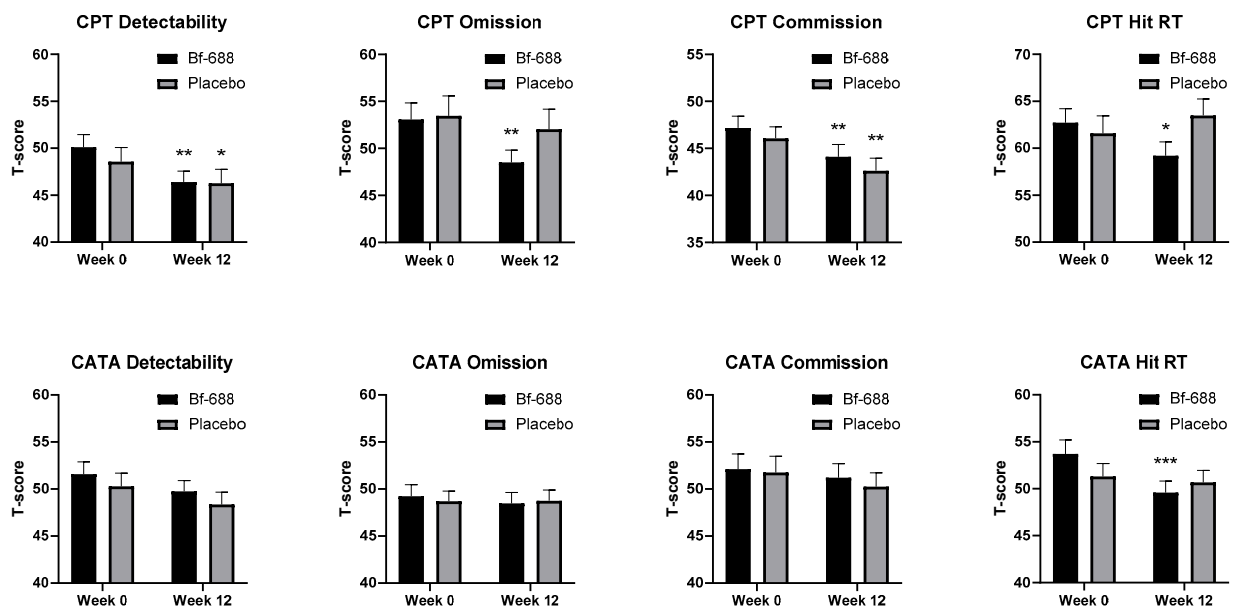 CPT Detectability
60
55
50
45
40
T-score
Bf-688
Placebo
**
*
Week 0
Week 12
CPT Omission
60
55
50
45
40
T-score
Bf-688
Placebo
**
Week 0
Week 12
CPT Commission
55
47
43
39
35
T-score
Bf-688
Placebo
**
**
Week 0
Week 12
CPT Hit RT
70
65
63
60
55
50
T-score
Bf-688
Placebo
*
Week 0
Week 12
CATA Detectability
60
55
50
45
40
T-score
Bf-688
Placebo
Week 0
Week 12
CATA Omission
60
55
50
45
40
T-score
Bf-688
Placebo
Week 0
Week 12
CATA Commission
60
55
50
45
40
T-score
Bf-688
Placebo
Week 0
Week 12
CATA Hit RT
60
55
50
45
40
T-score
Bf-688
Placebo
***
Week 0
Week 12